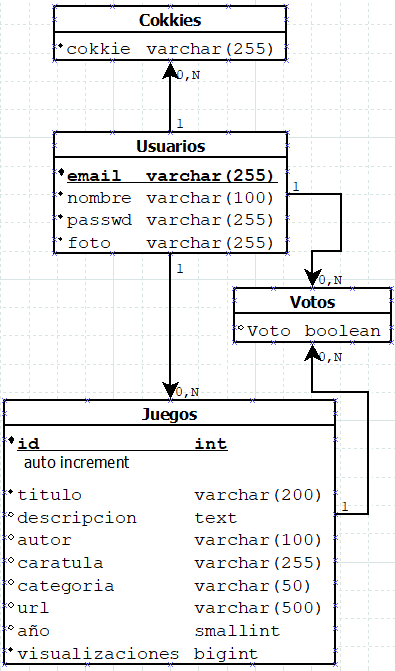 Cokkies
cokkie varchar(255)
0,N
1
Usuarios
email varchar(255)
nombre varchar(100)
passwd varchar(255)
foto varchar(255)
1
1
0,N
Votos
Voto boolean
0,N
0,N
Juegos
id int
auto increment
titulo varchar(200)
descripcion text
1
autor varchar(100)
caratula varchar(255)
categoria varchar(50)
url varchar(500)
año smallint
visualizaciones bigint